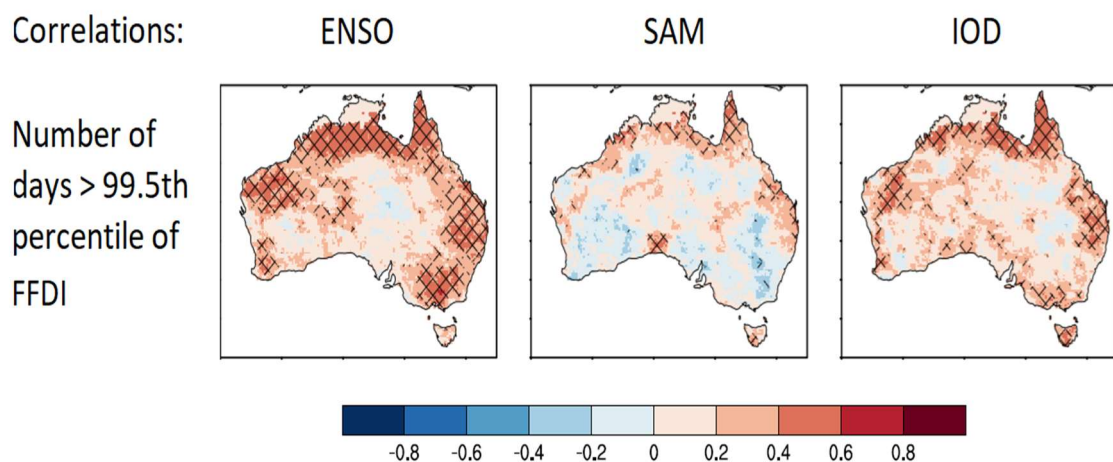 Correlations: ENSO SAM IOD
Number of
days > 99.5th
percentile of
FFDI
-0.8 -0.6 -0.4 -0.2 0 0.2 0.4 0.6 0.8